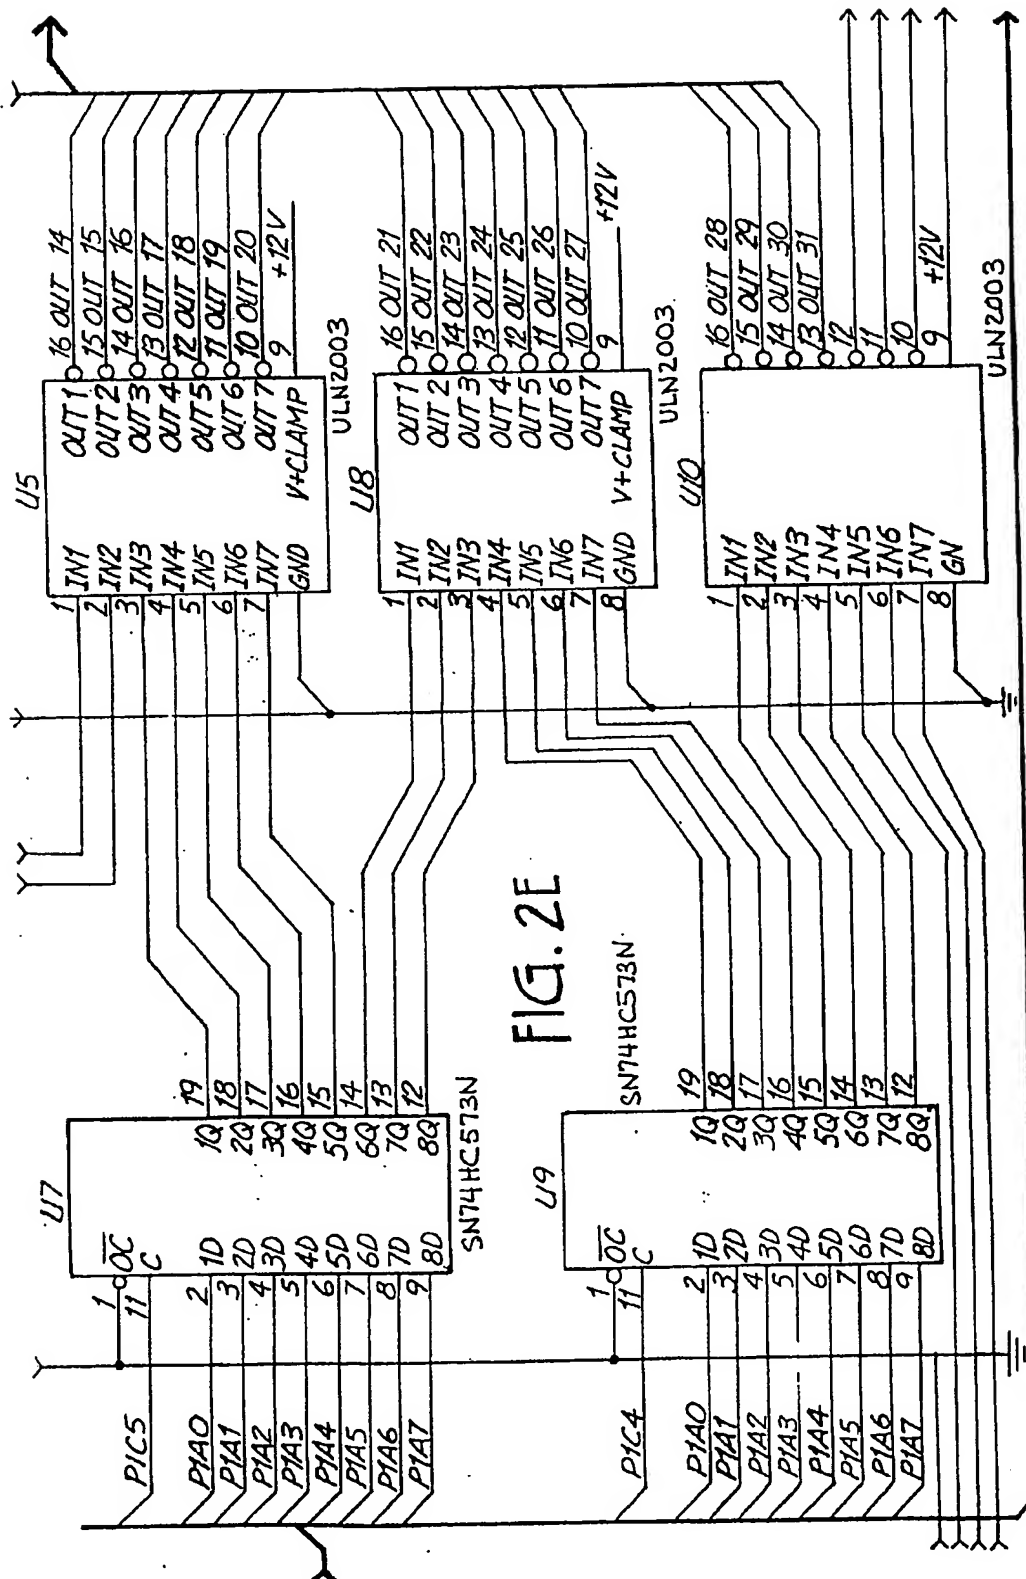 U5
1 IN1 OUT1 16 OUT 14
2 IN2 OUT2 15 OUT 15
3 IN3 OUT3 14 OUT 16
4 IN4 OUT4 13 OUT 17
5 IN5 OUT5 12 OUT 18
6 IN6 OUT6 11 OUT 19
7 IN7 OUT7 10 OUT 20
GND V+CLAMP 9 +12V
ULN2003
U8
1 IN1 OUT1 16 OUT 21
2 IN2 OUT2 15 OUT 22
3 IN3 OUT3 14 OUT 23
4 IN4 OUT4 13 OUT 24
5 IN5 OUT5 12 OUT 25
6 IN6 OUT6 11 OUT 26
7 IN7 OUT7 10 OUT 27
8 GND V+CLAMP 9 +12V
ULN2003
U10
1 IN1 16 OUT 28
2 IN2 15 OUT 29
3 IN3 14 OUT 30
4 IN4 13 OUT 31
5 IN5 12
6 IN6 11
7 IN7 10
8 GN 9 +12V
ULN2003
U7
1 OC
P1C5 11 C
P1A0 2 1D 1Q 19
P1A1 3 2D 2Q 18
P1A2 4 3D 3Q 17
P1A3 5 4D 4Q 16
P1A4 6 5D 5Q 15
P1A5 7 6D 6Q 14
P1A6 8 7D 7Q 13
P1A7 9 8D 8Q 12
SN74HC573N
FIG. 2E
U9
SN74HC573N
1 OC
P1C4 11 C
P1A0 2 1D 1Q 19
P1A1 3 2D 2Q 18
P1A2 4 3D 3Q 17
P1A3 5 4D 4Q 16
P1A4 6 5D 5Q 15
P1A5 7 6D 6Q 14
P1A6 8 7D 7Q 13
P1A7 9 8D 8Q 12